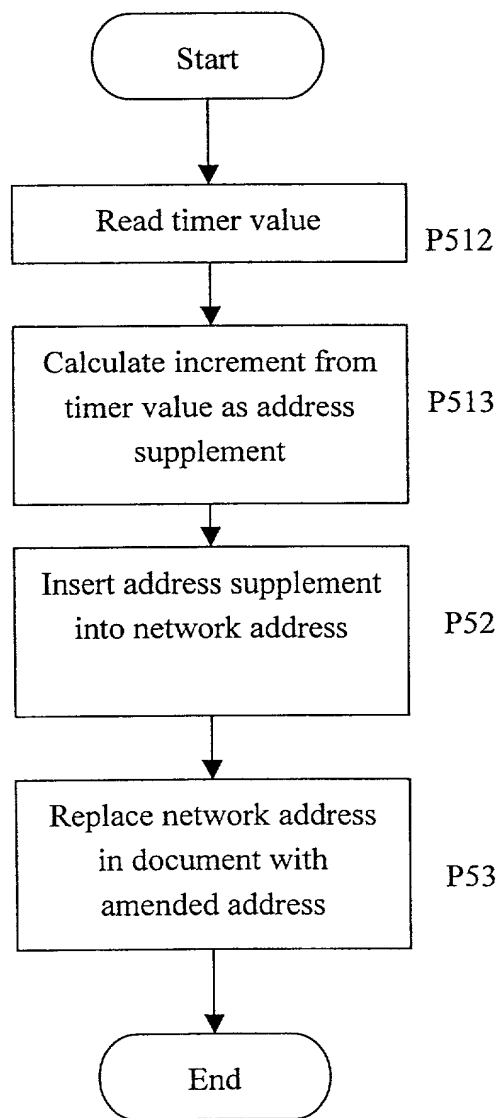 Start
Read timer value
P512
Calculate increment from
timer value as address
supplement
P513
Insert address supplement
into network address
P52
Replace network address
in document with
amended address
P53
End